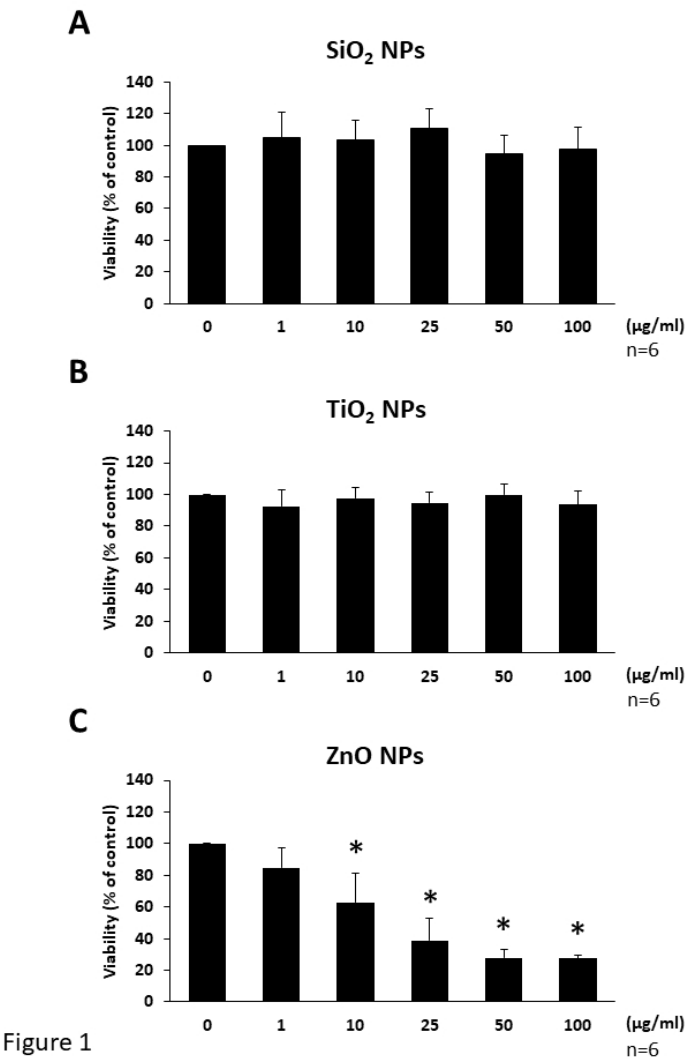 A
SiO₂ NPs
Viability (% of control)
140
120
100
80
60
40
20
0
0 1 10 25 50 100 (μg/ml)
n=6
B
TiO₂ NPs
Viability (% of control)
140
120
100
80
60
40
20
0
0 1 10 25 50 100 (μg/ml)
n=6
C
ZnO NPs
Viability (% of control)
140
120
100
80
60
40
20
0
* * * *
0 1 10 25 50 100 (μg/ml)
n=6
Figure 1